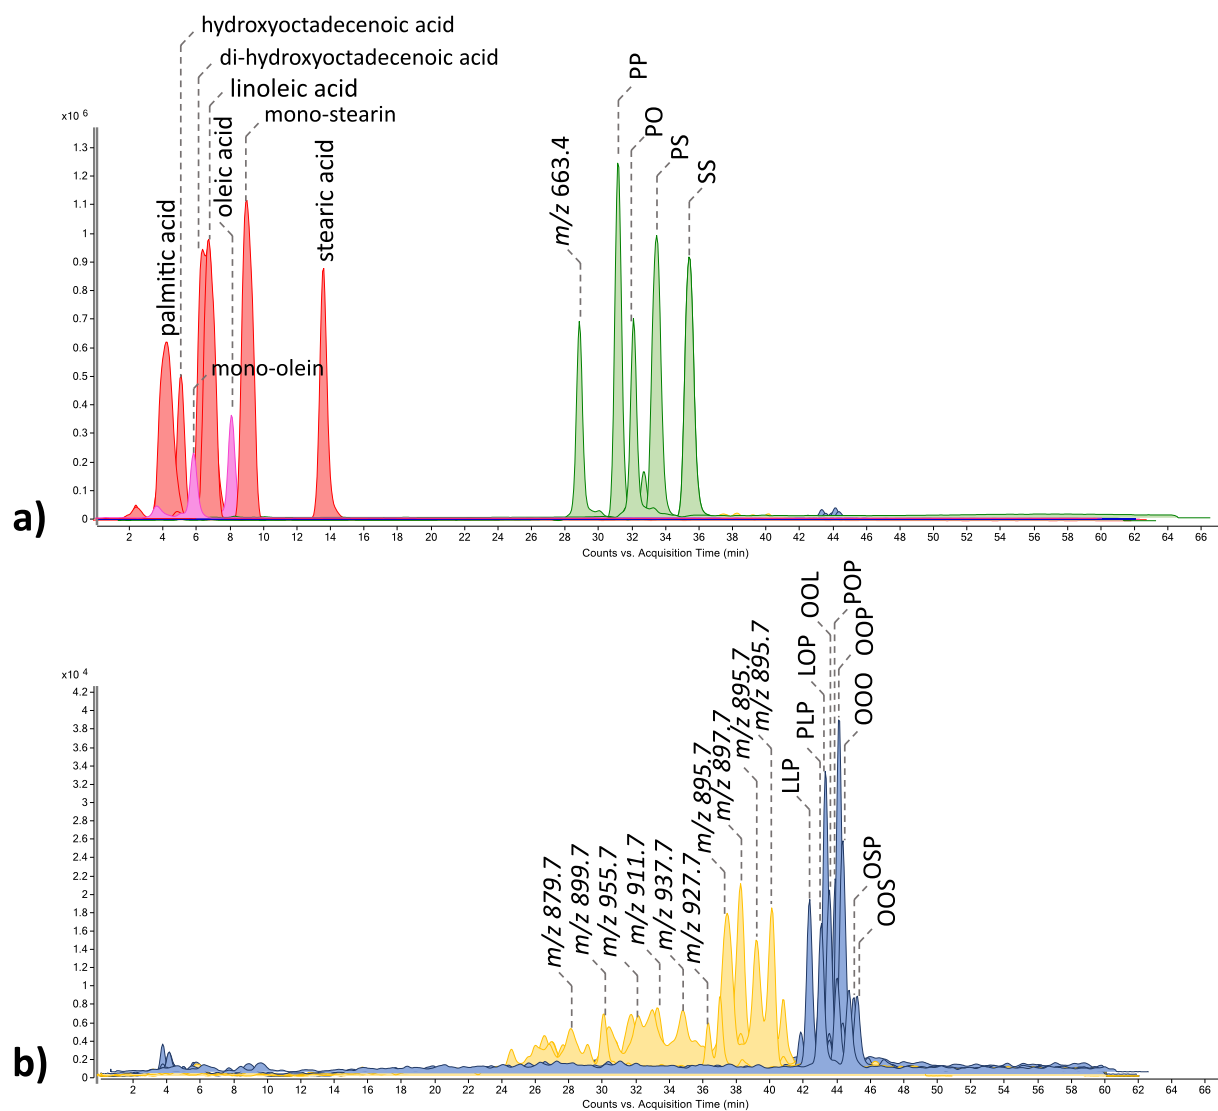 hydroxyoctadecenoic acid
di-hydroxyoctadecenoic acid
linoleic acid
mono-stearin
palmitic acid
oleic acid
stearic acid
mono-olein
m/z 663.4
PP
PO
PS
SS
x10 6
1.3
1.2
1.1
1
0.9
0.8
0.7
0.6
0.5
0.4
0.3
0.2
0.1
0
a)
2 4 6 8 10 12 14 16 18 20 22 24 26 28 30 32 34 36 38 40 42 44 46 48 50 52 54 56 58 60 62 64 66
Counts vs. Acquisition Time (min)
x10 4
4.2
3.8
3.6
3.4
3.2
3
2.8
2.6
2.4
2.2
2
1.8
1.6
1.4
1.2
1
0.8
0.6
0.4
0.2
0
b)
m/z 879.7
m/z 899.7
m/z 955.7
m/z 911.7
m/z 937.7
m/z 927.7
m/z 895.7
m/z 897.7
m/z 895.7
m/z 895.7
LLP
PLP
LOP
OOL
POP
OOP
OOO
OSP
OOS
2 4 6 8 10 12 14 16 18 20 22 24 26 28 30 32 34 36 38 40 42 44 46 48 50 52 54 56 58 60 62 64 66
Counts vs. Acquisition Time (min)